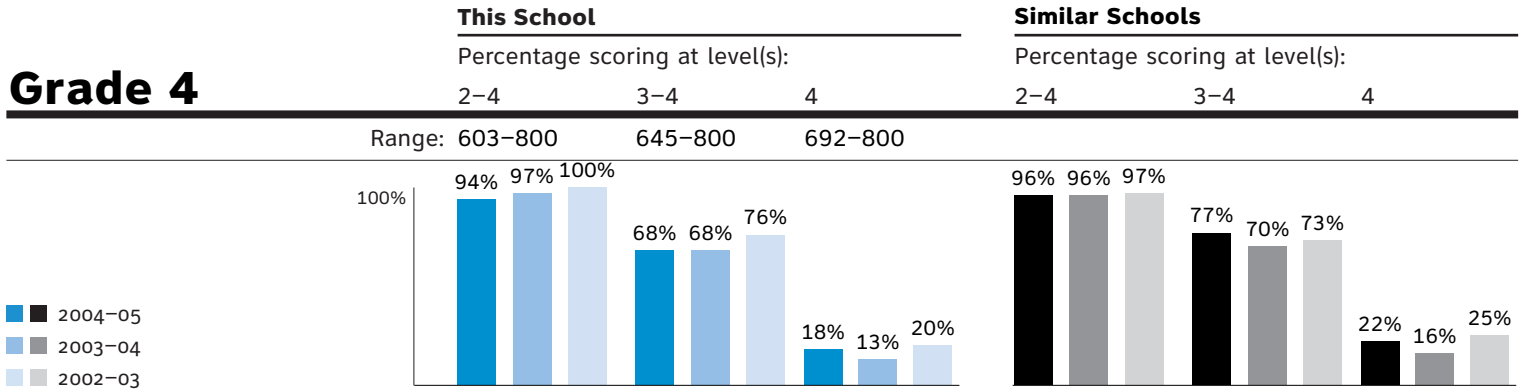 This School Similar Schools
Percentage scoring at level(s): Percentage scoring at level(s):
Grade 4 2–4 3–4 4 2–4 3–4 4
Range: 603–800 645–800 692–800
100%
94% 97% 100% 68% 68% 76% 18% 13% 20% 96% 96% 97% 77% 70% 73% 22% 16% 25%
2004–05
2003–04
2002–03